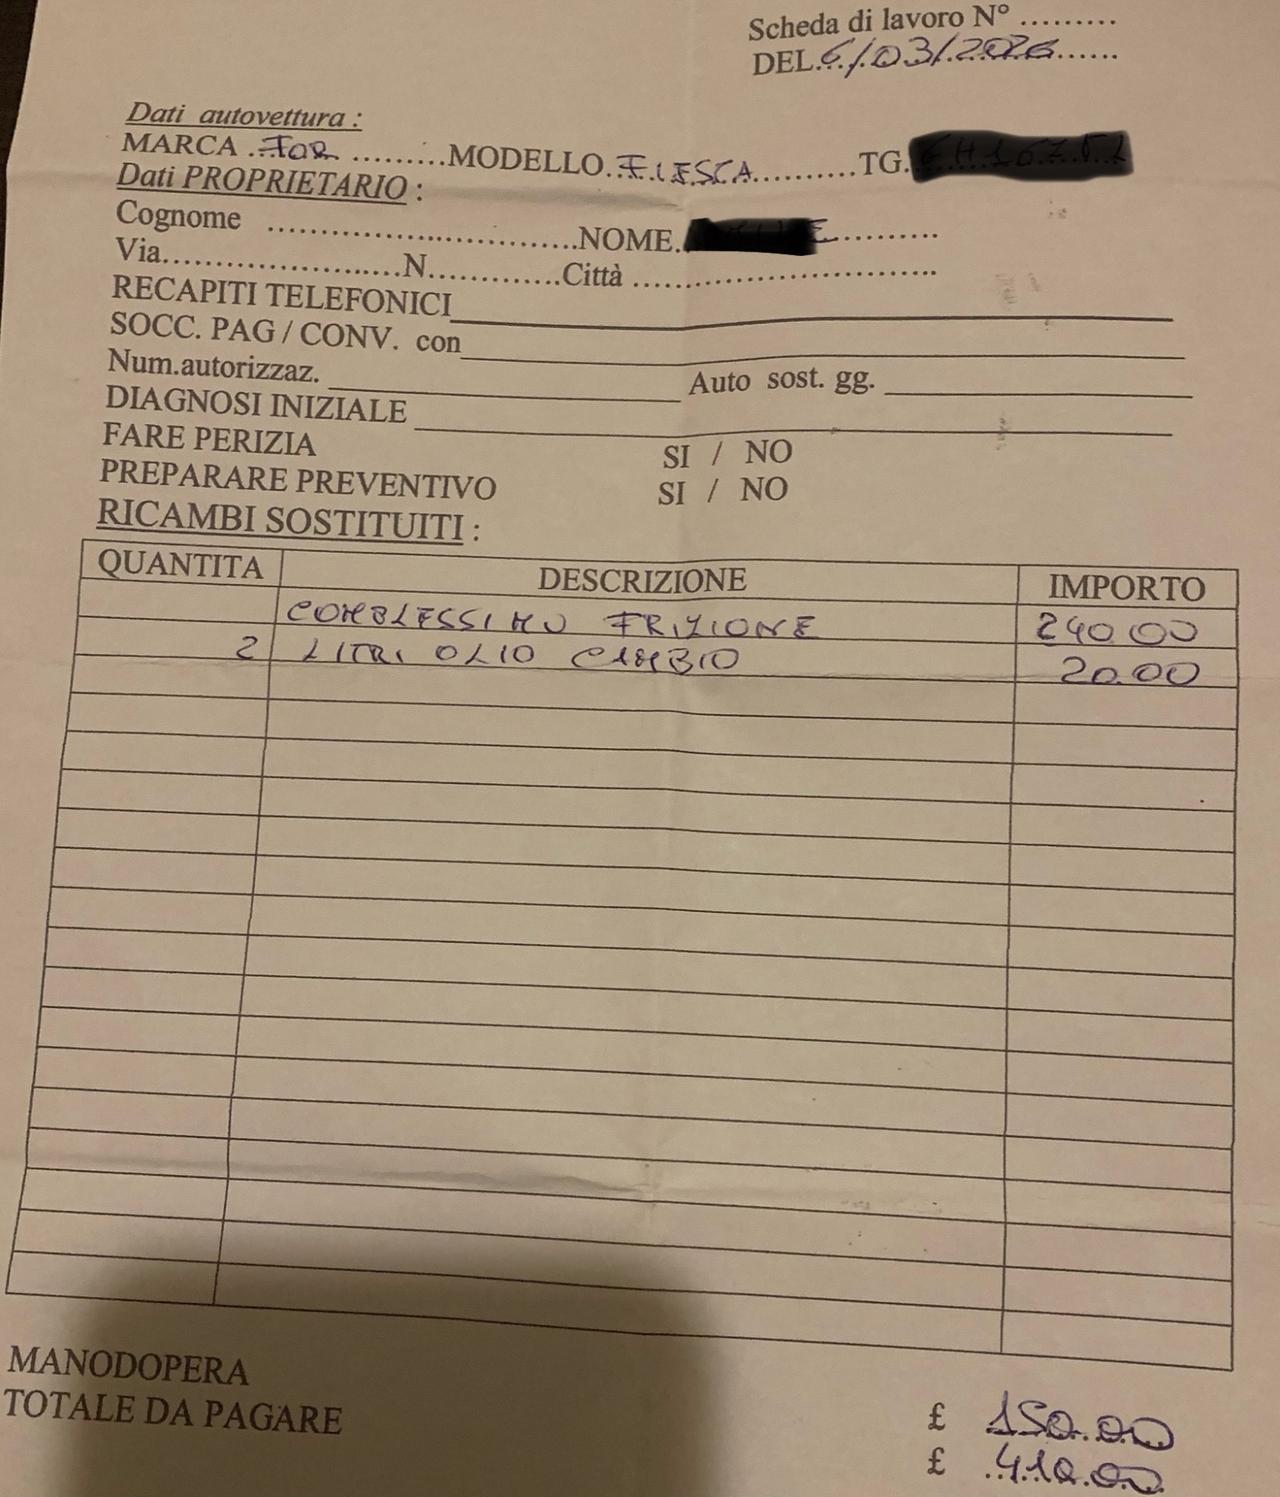 Scheda di lavoro N° .........
DEL 6/03/2026......
Dati autovettura :
MARCA .FOR .........MODELLO.FIESCA..........TG.
Dati PROPRIETARIO :
Cognome ..............................NOME. ..........
Via........................N.............Città ..............................
RECAPITI TELEFONICI
SOCC. PAG / CONV. con
Num.autorizzaz. Auto sost. gg.
DIAGNOSI INIZIALE
FARE PERIZIA SI / NO
PREPARARE PREVENTIVO SI / NO
RICAMBI SOSTITUITI :
QUANTITA DESCRIZIONE IMPORTO
COMBLESSIMO FRIZIONE 240.00
2 LITRI OLIO CAMBIO 20.00
MANODOPERA £ 150.00
TOTALE DA PAGARE £ 410.00